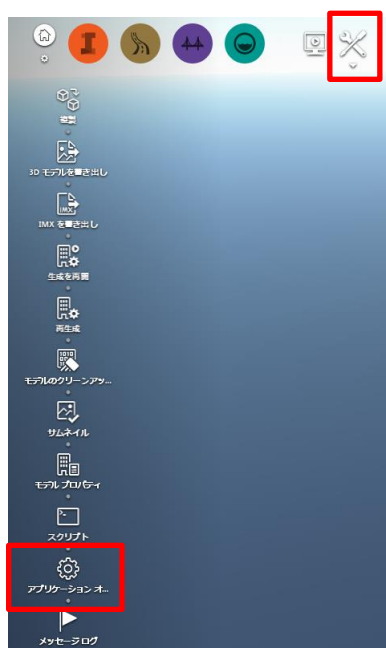 複製
3D モデルを書き出し
IMX
IMX を書き出し
生成を再開
再生成
モデルのクリーンアッ...
サムネイル
モデル プロパティ
スクリプト
アプリケーション オ...
メッセージ ログ